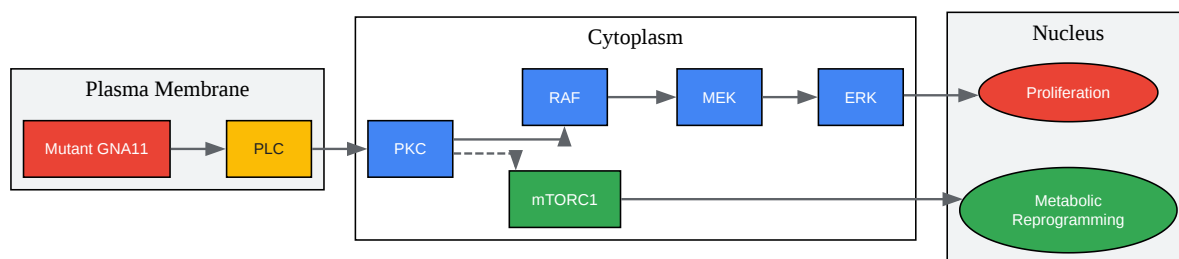 Plasma Membrane
Mutant GNA11
PLC
Cytoplasm
PKC
RAF
MEK
ERK
mTORC1
Nucleus
Proliferation
Metabolic
Reprogramming